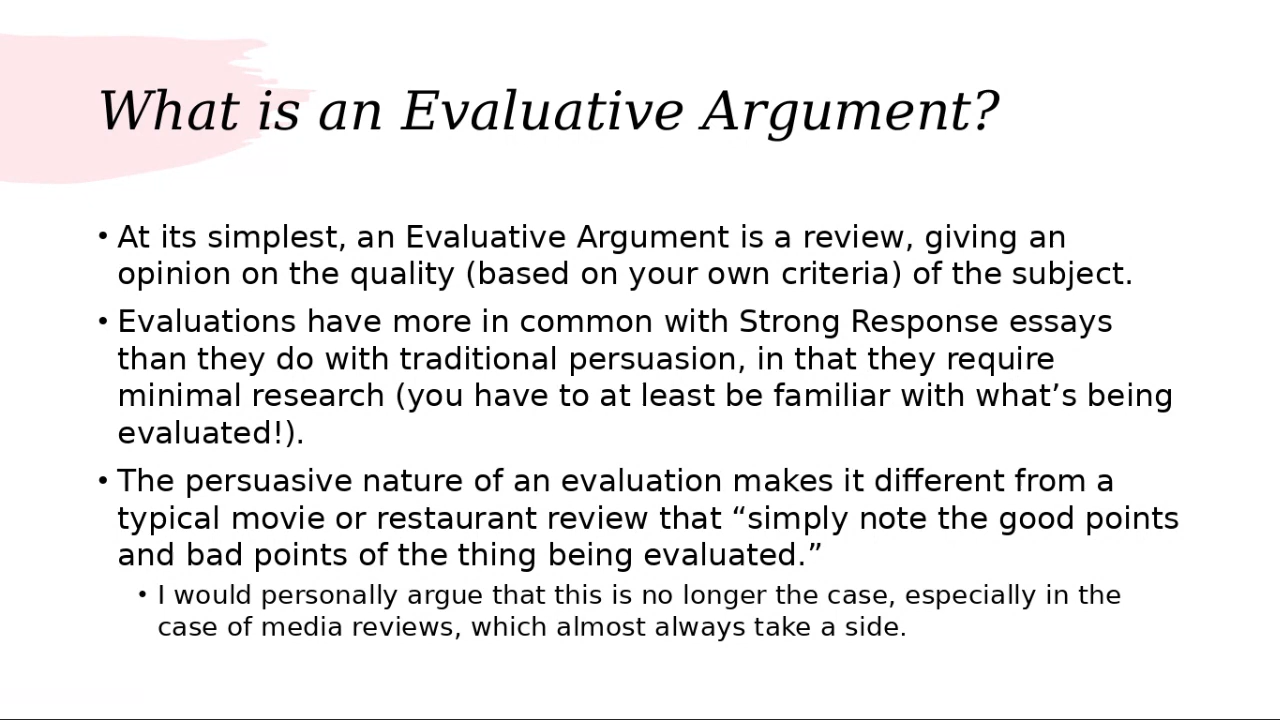 What is an Evaluative Argument?
• At its simplest, an Evaluative Argument is a review, giving an
opinion on the quality (based on your own criteria) of the subject.
• Evaluations have more in common with Strong Response essays
than they do with traditional persuasion, in that they require
minimal research (you have to at least be familiar with what’s being
evaluated!).
• The persuasive nature of an evaluation makes it different from a
typical movie or restaurant review that “simply note the good points
and bad points of the thing being evaluated.”
• I would personally argue that this is no longer the case, especially in the
case of media reviews, which almost always take a side.